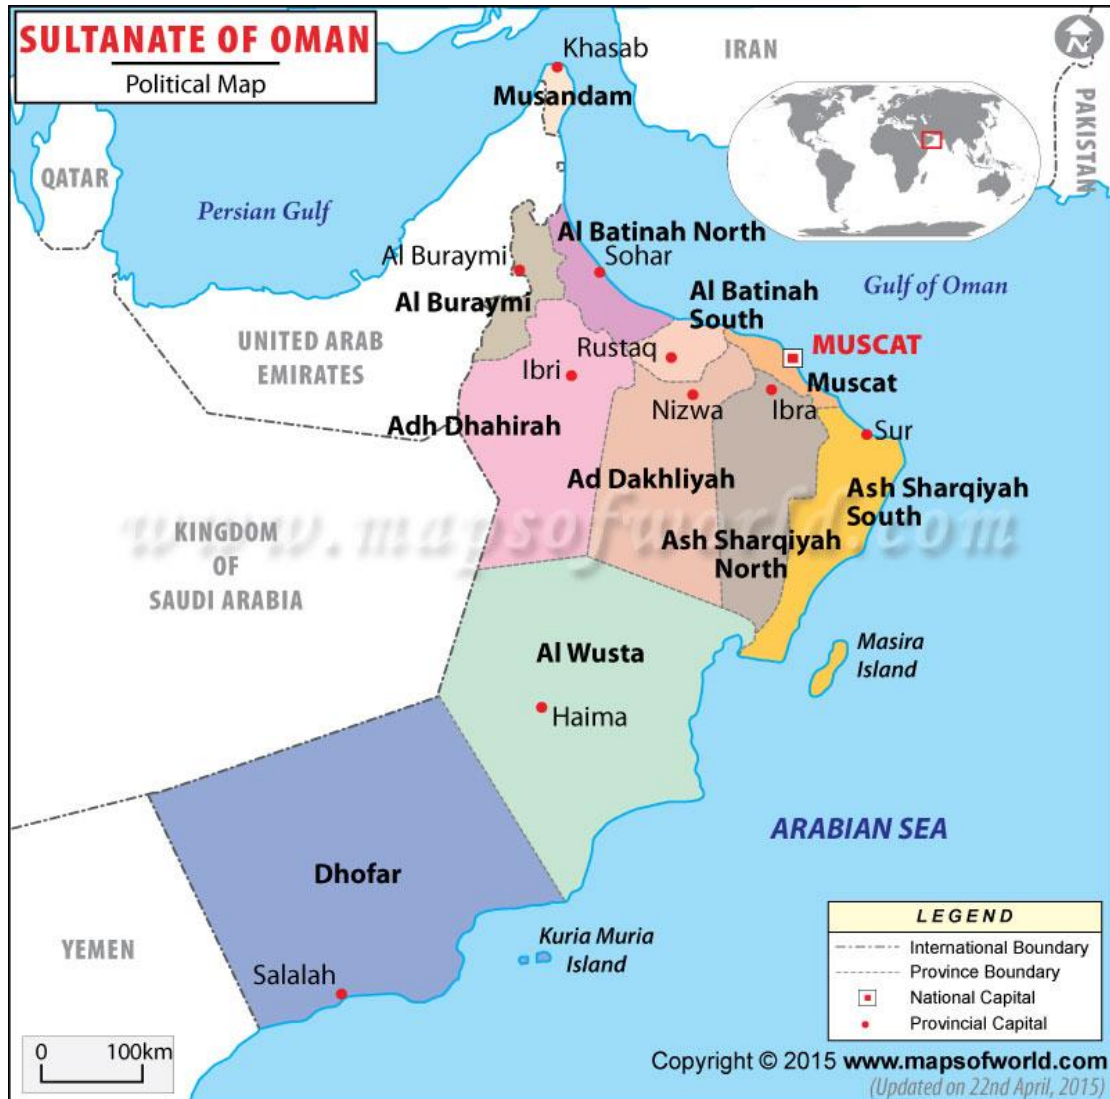 SULTANATE OF OMAN
Political Map
Khasab
IRAN
N
Musandam
PAKISTAN
QATAR
Persian Gulf
Al Batinah North
Al Buraymi
Sohar
Al Buraymi
Al Batinah
South
Gulf of Oman
UNITED ARAB
EMIRATES
Rustaq
MUSCAT
Ibri
Muscat
Nizwa
Ibra
Adh Dhahirah
Sur
Ad Dakhliyah
Ash Sharqiyah
South
www.mapsofworld.com
KINGDOM
OF
SAUDI ARABIA
Ash Sharqiyah
North
Al Wusta
Masira
Island
Haima
ARABIAN SEA
Dhofar
LEGEND
International Boundary
Province Boundary
National Capital
Provincial Capital
YEMEN
Kuria Muria
Island
Salalah
0 100km
Copyright © 2015 www.mapsofworld.com
(Updated on 22nd April, 2015)